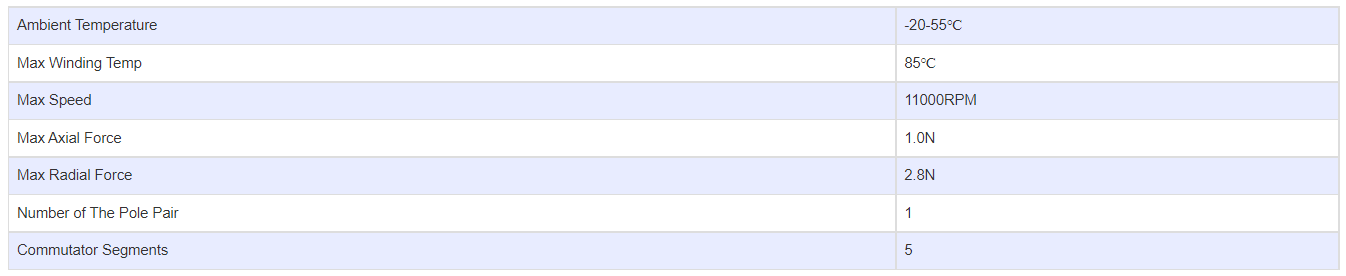 Ambient Temperature -20-55℃
Max Winding Temp 85℃
Max Speed 11000RPM
Max Axial Force 1.0N
Max Radial Force 2.8N
Number of The Pole Pair 1
Commutator Segments 5